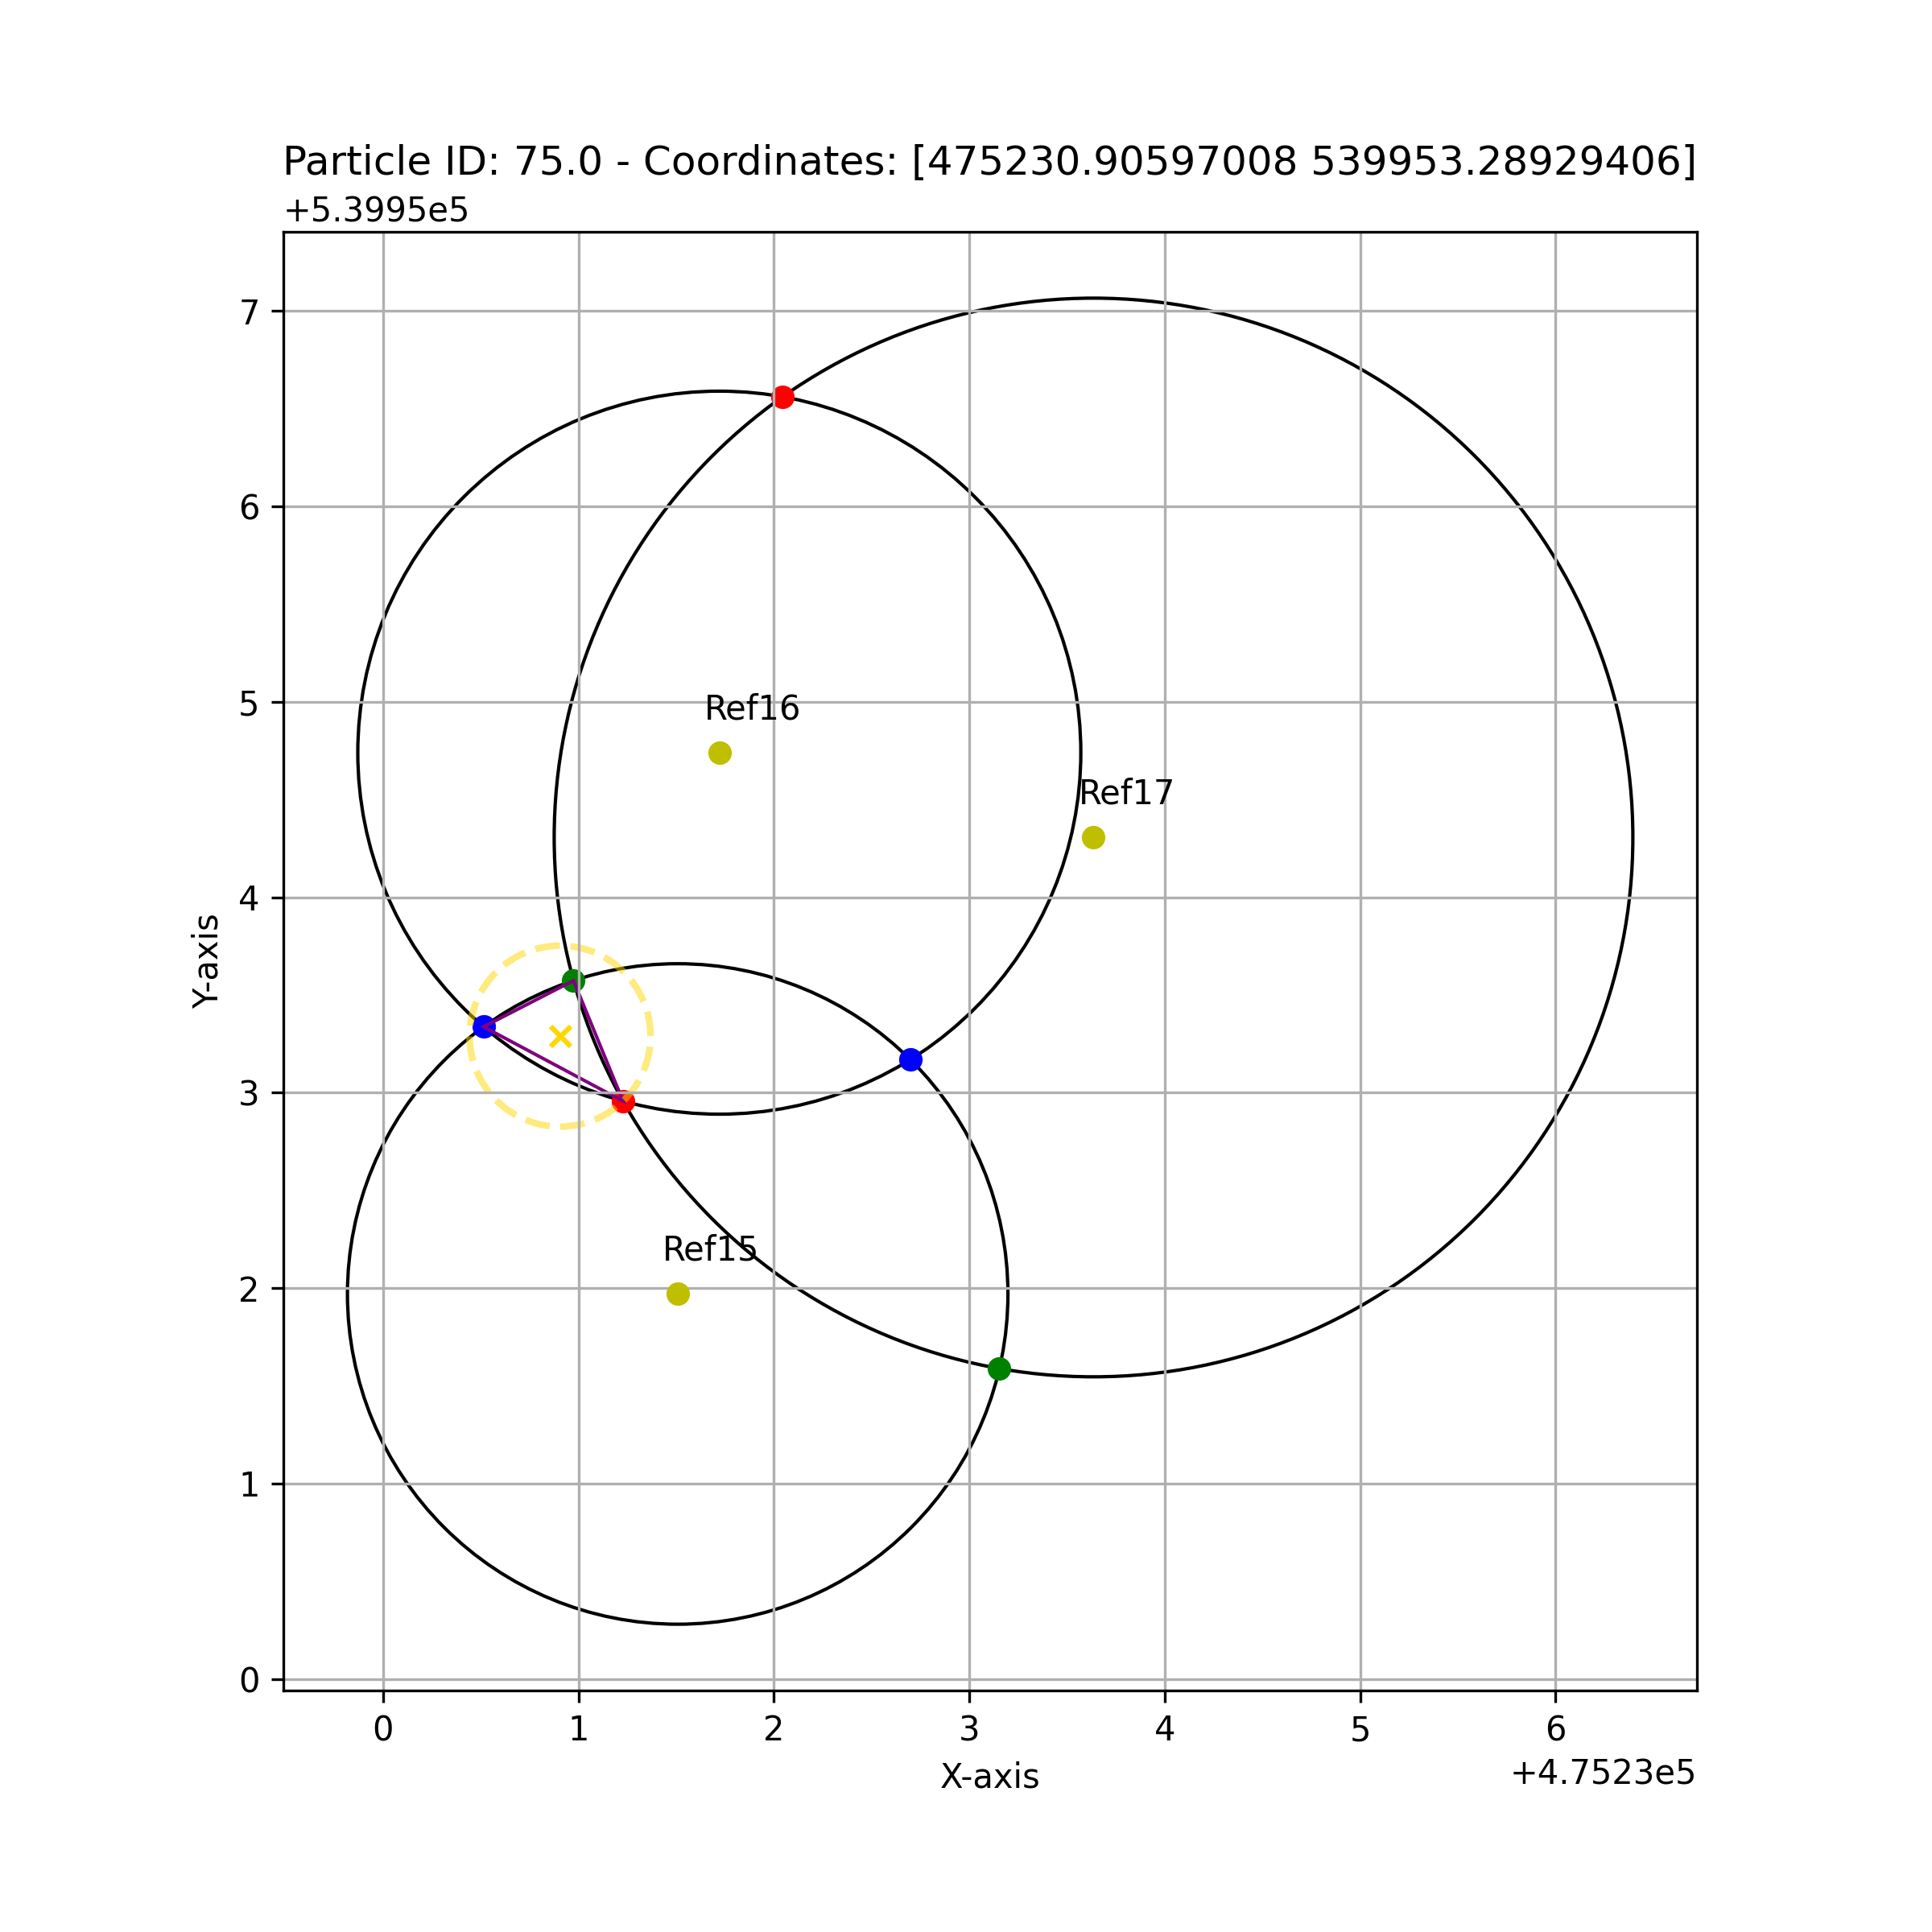 Particle ID: 75.0 - Coordinates: [475230.90597008 539953.28929406]
+5.3995e5
7
6
5
4
3
2
1
0
Y-axis
Ref16
Ref17
Ref15
0 1 2 3 4 5 6
X-axis
+4.7523e5